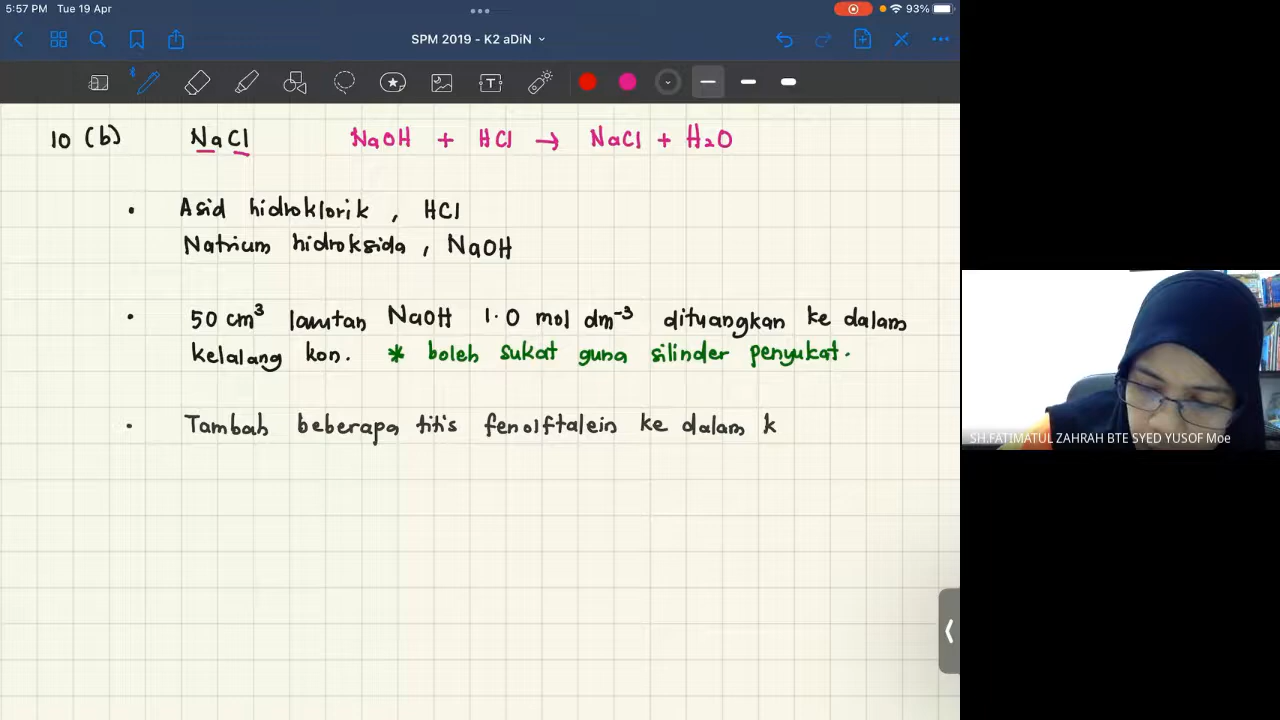 5:57 PM Tue 19 Apr
93%
SPM 2019 - K2 aDiN
10 (b) NaCl NaOH + HCl → NaCl + H₂O
• Asid hidroklorik , HCl
Natrium hidroksida , NaOH
• 50 cm³ larutan NaOH 1.0 mol dm⁻³ dituangkan ke dalam
kelalang kon. * boleh sukat guna silinder penyukat.
• Tambah beberapa titis fenolftalein ke dalam k
SH.FATIMATUL ZAHRAH BTE SYED YUSOF Moe